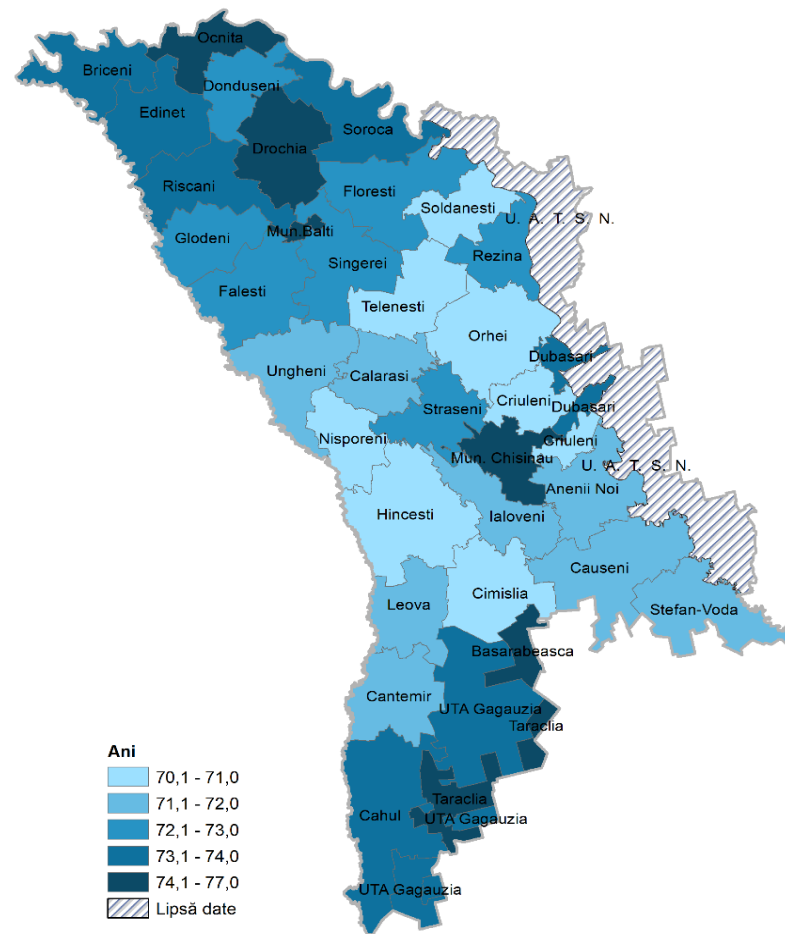 Ocnita
Briceni
Donduseni
Edinet
Soroca
Drochia
Riscani
Floresti
Soldanesti
U. A. T. S. N.
Mun.Balti
Glodeni
Rezina
Singerei
Falesti
Telenesti
Orhei
Dubasari
Ungheni
Calarasi
Criuleni
Dubasari
Straseni
Nisporeni
Criuleni
Mun. Chisinau
U. A. T. S. N.
Anenii Noi
Hincesti
Ialoveni
Causeni
Cimislia
Leova
Stefan-Voda
Basarabeasca
Cantemir
UTA Gagauzia
Taraclia
Taraclia
Cahul
UTA Gagauzia
UTA Gagauzia
Ani
70,1 - 71,0
71,1 - 72,0
72,1 - 73,0
73,1 - 74,0
74,1 - 77,0
Lipsă date